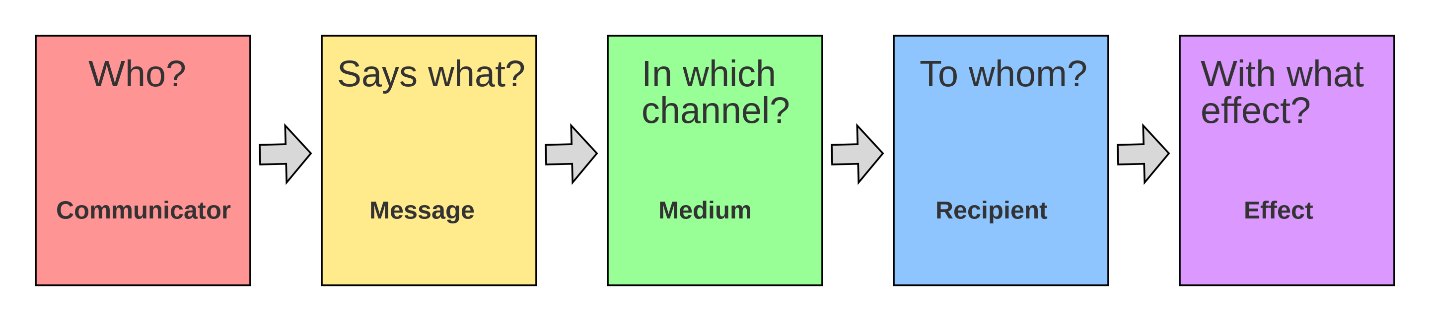 Who?
Communicator
Says what?
Message
In which
channel?
Medium
To whom?
Recipient
With what
effect?
Effect